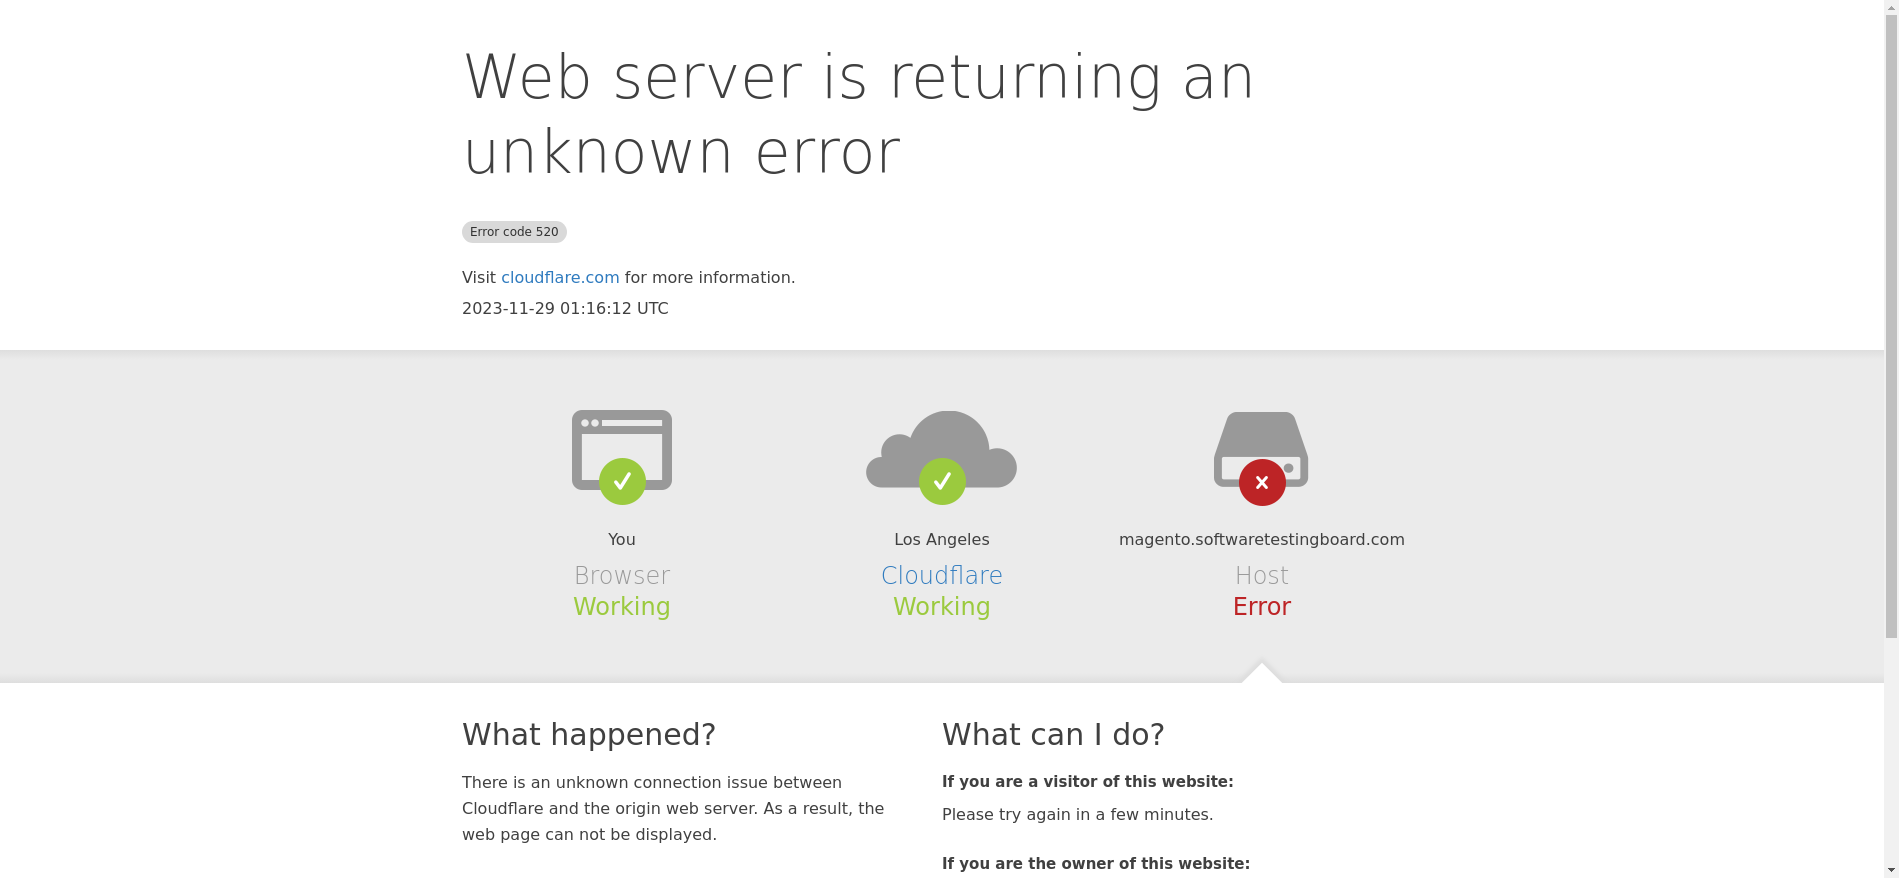 Web server is returning an
unknown error
Error code 520
Visit cloudflare.com for more information.
2023-11-29 01:16:12 UTC
You
Browser
Working
Los Angeles
Cloudflare
Working
magento.softwaretestingboard.com
Host
Error
What happened?
There is an unknown connection issue between
Cloudflare and the origin web server. As a result, the
web page can not be displayed.
What can I do?
If you are a visitor of this website:
Please try again in a few minutes.
If you are the owner of this website: